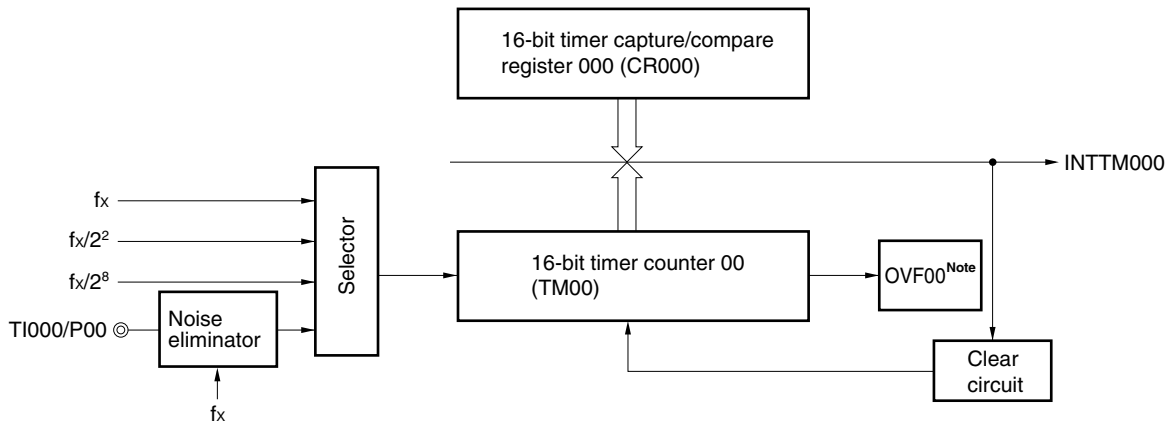 16-bit timer capture/compare
register 000 (CR000)
INTTM000
fx
fx/2²
fx/2⁸
Selector
16-bit timer counter 00
(TM00)
OVF00Note
TI000/P00
Noise
eliminator
Clear
circuit
fx